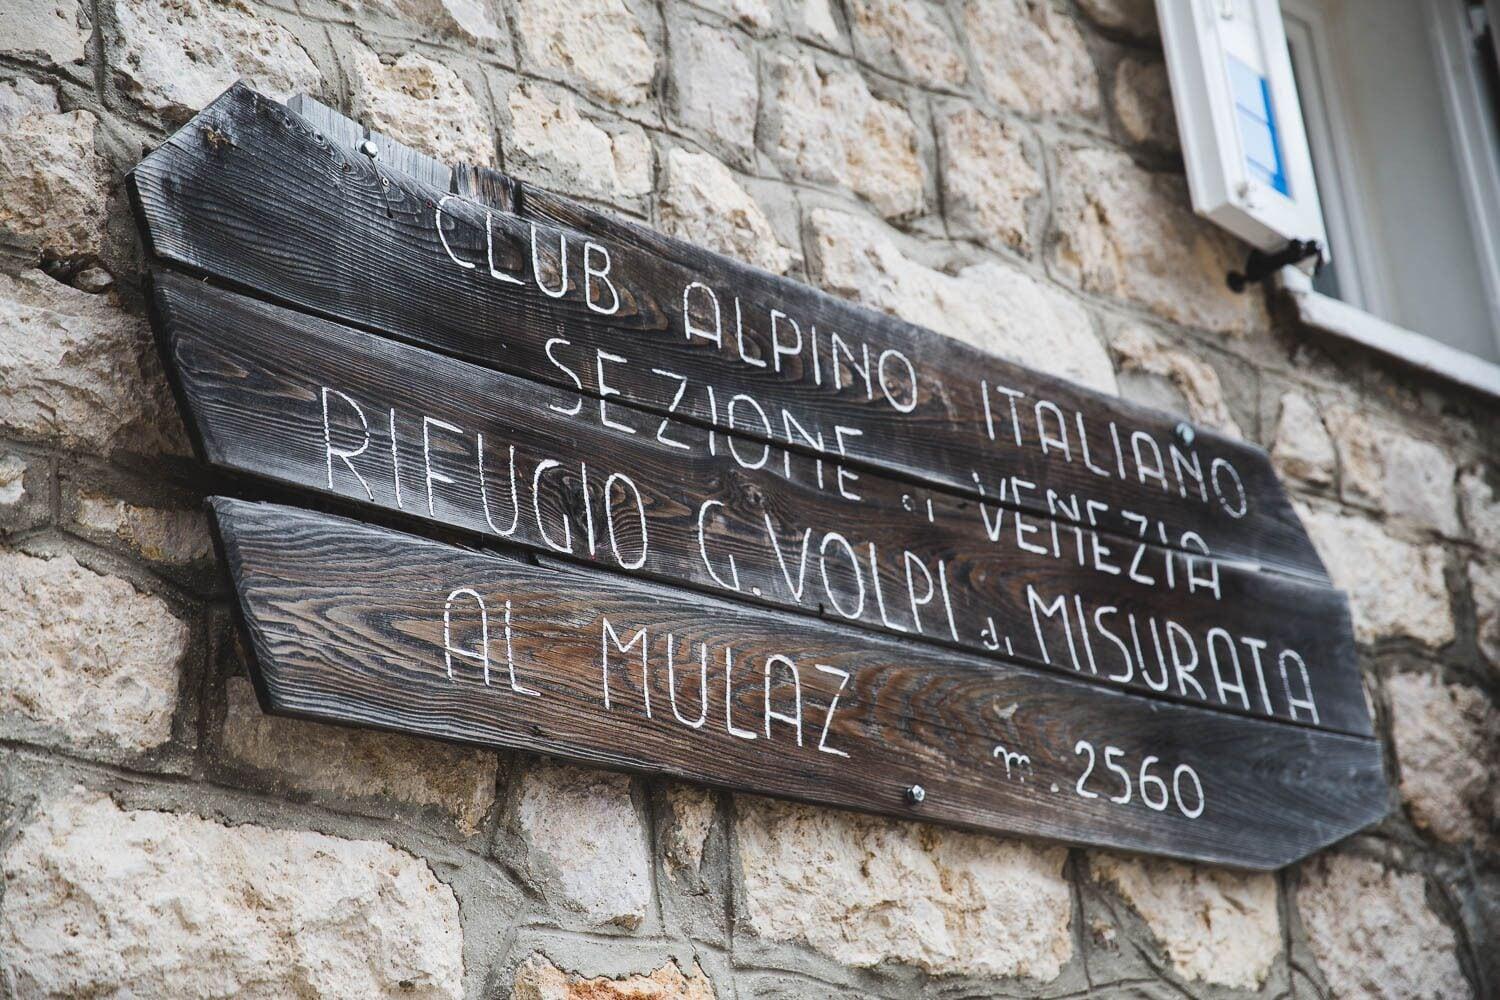 CLUB ALPINO ITALIANO
SEZIONE di VENEZIA
RIFUGIO G. VOLPI di MISURATA
AL MULAZ m. 2560